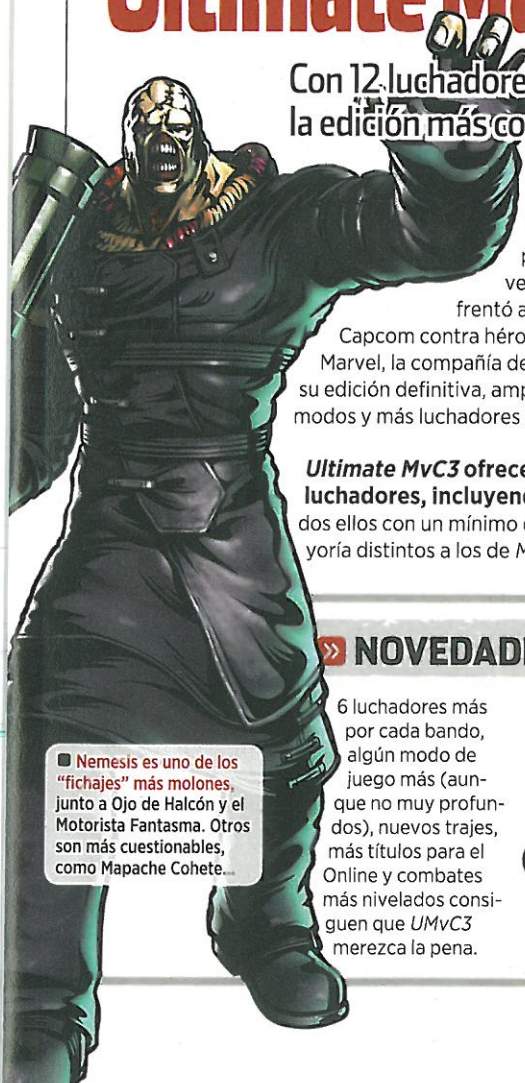 Ultimate M
Con 12 luchadore
la edición más co
ve
frentó a
Capcom contra héro
Marvel, la compañía de
su edición definitiva, amp
modos y más luchadores
Ultimate MvC3 ofrece
luchadores, incluyend
dos ellos con un mínimo
yoría distintos a los de M
» NOVEDAD
6 luchadores más
por cada bando,
algún modo de
juego más (aun-
que no muy profun-
dos), nuevos trajes,
más títulos para el
Online y combates
más nivelados consi-
guen que UMvC3
merezca la pena.
Nemesis es uno de los
"fichajes" más molones,
junto a Ojo de Halcón y el
Motorista Fantasma. Otros
son más cuestionables,
como Mapache Cohete...